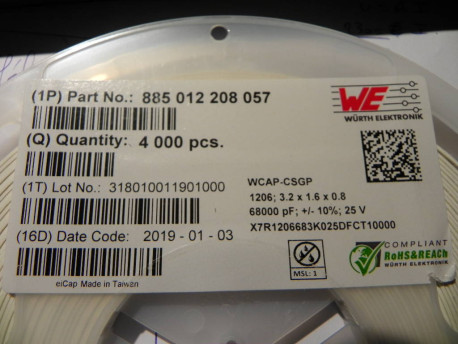 (1P) Part No.: 885 012 208 057
WE
WÜRTH ELEKTRONIK
(Q) Quantity: 4 000 pcs.
(1T) Lot No.: 318010011901000
WCAP-CSGP
1206; 3.2 x 1.6 x 0.8
68000 pF; +/- 10%; 25 V
X7R1206683K025DFCT10000
(16D) Date Code: 2019 - 01 - 03
MSL: 1
COMPLIANT
RoHS&REACh
WÜRTH ELEKTRONIK
eiCap Made in Taiwan